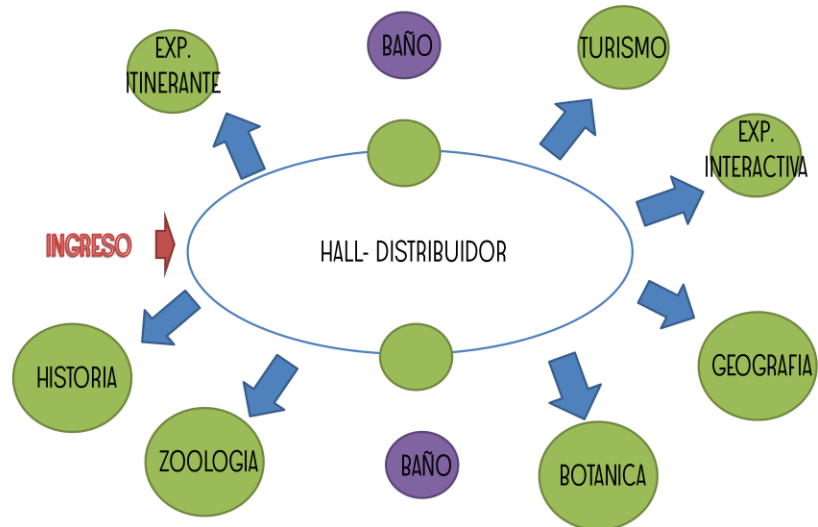 EXP.
ITINERANTE
BAÑO
TURISMO
EXP.
INTERACTIVA
INGRESO
HALL- DISTRIBUIDOR
HISTORIA
GEOGRAFIA
ZOOLOGIA
BAÑO
BOTANICA